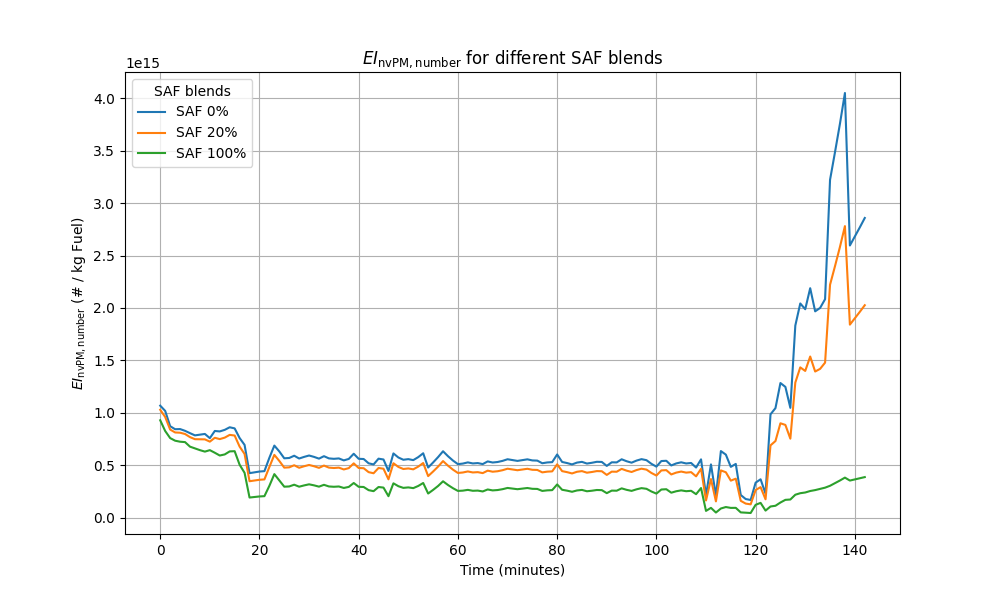 EI_nvPM, number for different SAF blends
1e15
SAF blends
SAF 0%
SAF 20%
SAF 100%
EI_nvPM, number (# / kg Fuel)
4.0
3.5
3.0
2.5
2.0
1.5
1.0
0.5
0.0
0 20 40 60 80 100 120 140
Time (minutes)